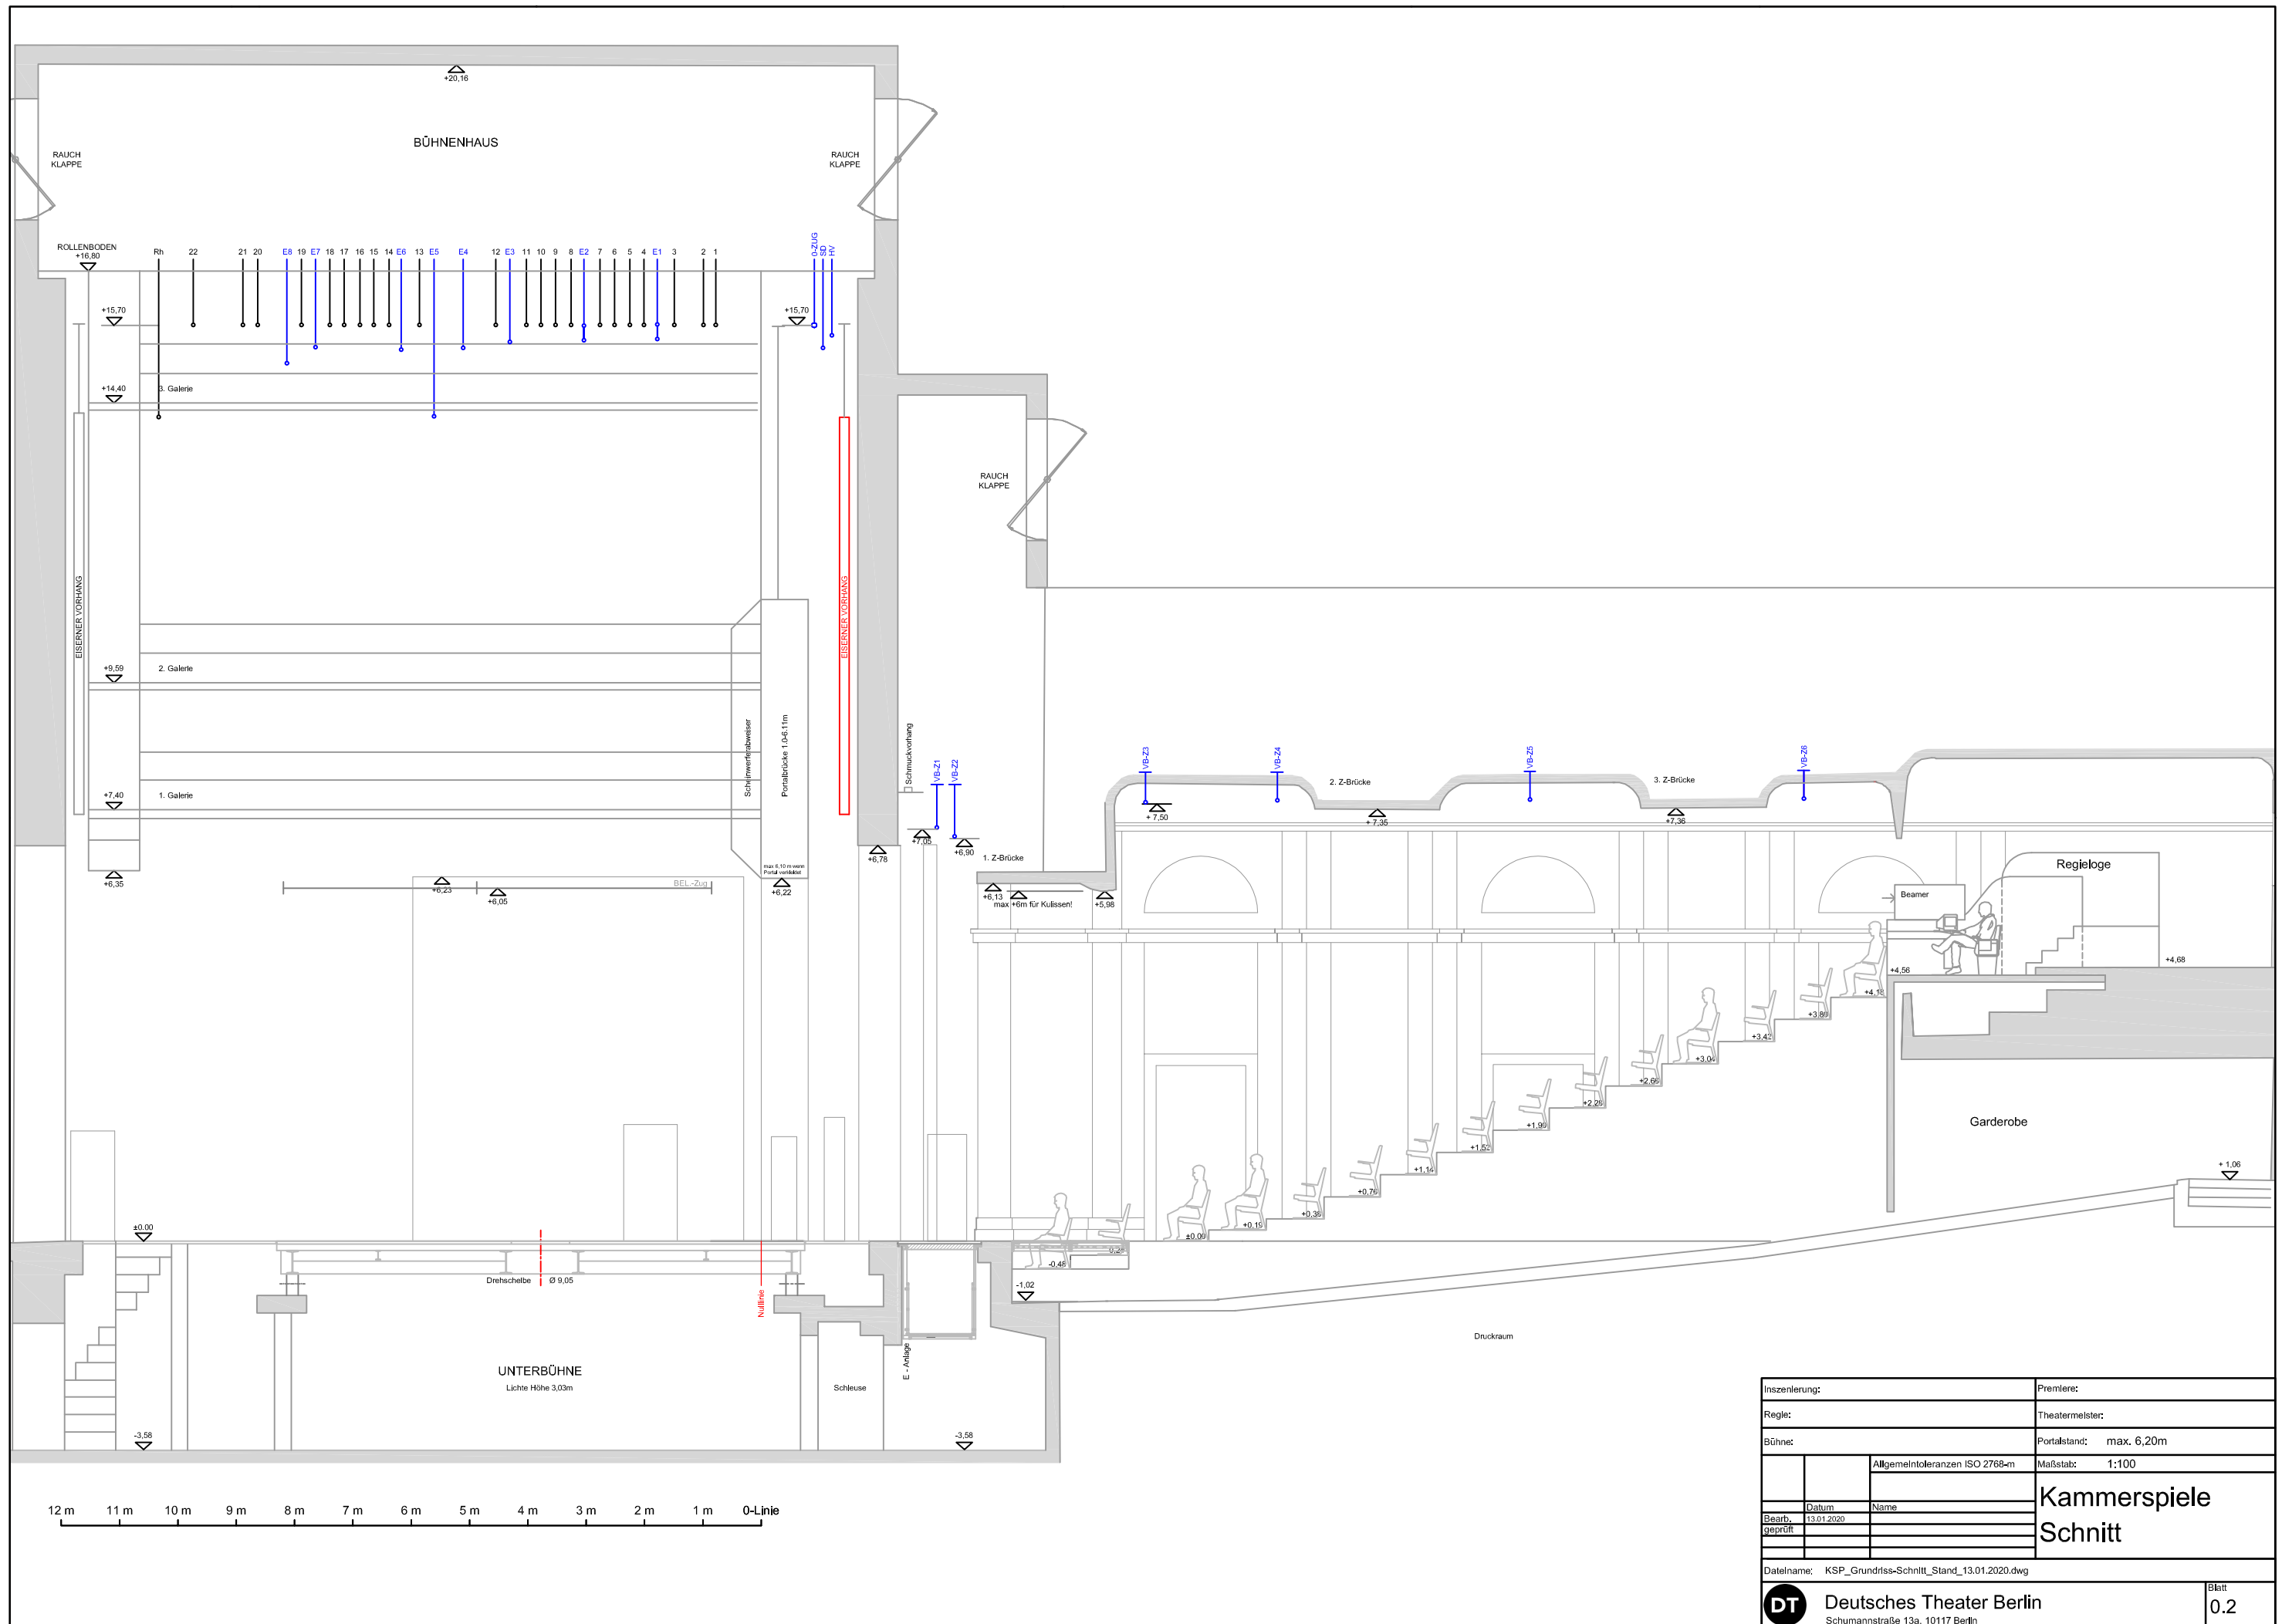 +20,16
BÜHNENHAUS
RAUCH
KLAPPE
RAUCH
KLAPPE
ROLLENBODEN
+16,80
Rh 22 21 20 E8 19 E7 18 17 16 15 14 E6 13 E5 E4 12 E3 11 10 9 8 E2 7 6 5 4 E1 3 2 1
0-ZUG
SD
HV
+15,70
+15,70
+14,40
3. Galerie
RAUCH
KLAPPE
EISERNER VORHANG
EISERNER VORHANG
+9,59
2. Galerie
Scheinwerferabweiser
Portalbrücke 1.0-6.11m
Schmuckvorhang
VB-Z1
VB-Z2
VB-Z3
VB-Z4
VB-Z5
VB-Z6
2. Z-Brücke
3. Z-Brücke
+7,40
1. Galerie
+ 7,50
+ 7,35
+7,36
+7,05
+6,90
+6,78
1. Z-Brücke
max 6,10 m wenn
Portal verkleidet
+6,35
BEL.-Zug
+6,23
+6,05
+6,22
+6,13
max +6m für Kulissen!
+5,98
Regieloge
Beamer
+4,68
+4,56
+4,18
+3,80
+3,42
+3,04
+2,66
+2,28
+1,90
+1,52
+1,14
+0,76
+0,38
+0,19
±0.00
Garderobe
+ 1,06
±0.00
-0,48
-1,02
Drehscheibe Ø 9,05
Nulllinie
E - Anlage
Druckraum
UNTERBÜHNE
Lichte Höhe 3,03m
Schleuse
-3,58
-3,58
12 m 11 m 10 m 9 m 8 m 7 m 6 m 5 m 4 m 3 m 2 m 1 m 0-Linie
Inszenierung:
Premiere:
Regie:
Theatermeister:
Bühne:
Portalstand: max. 6,20m
Allgemeintoleranzen ISO 2768-m
Maßstab: 1:100
Kammerspiele
Schnitt
Datum Name
Bearb. 13.01.2020
geprüft
Dateiname: KSP_Grundriss-Schnitt_Stand_13.01.2020.dwg
DT
Deutsches Theater Berlin
Schumannstraße 13a, 10117 Berlin
Blatt
0.2